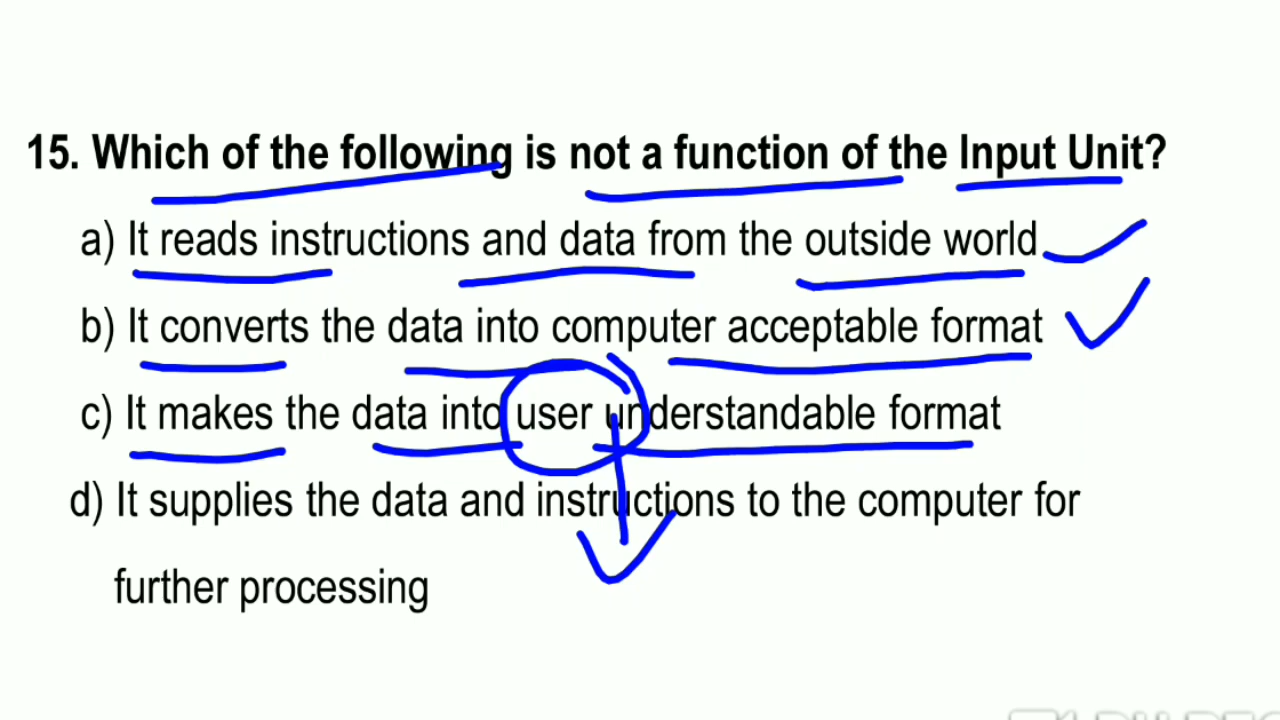 15. Which of the following is not a function of the Input Unit?
a) It reads instructions and data from the outside world
b) It converts the data into computer acceptable format
c) It makes the data into user understandable format
d) It supplies the data and instructions to the computer for
further processing